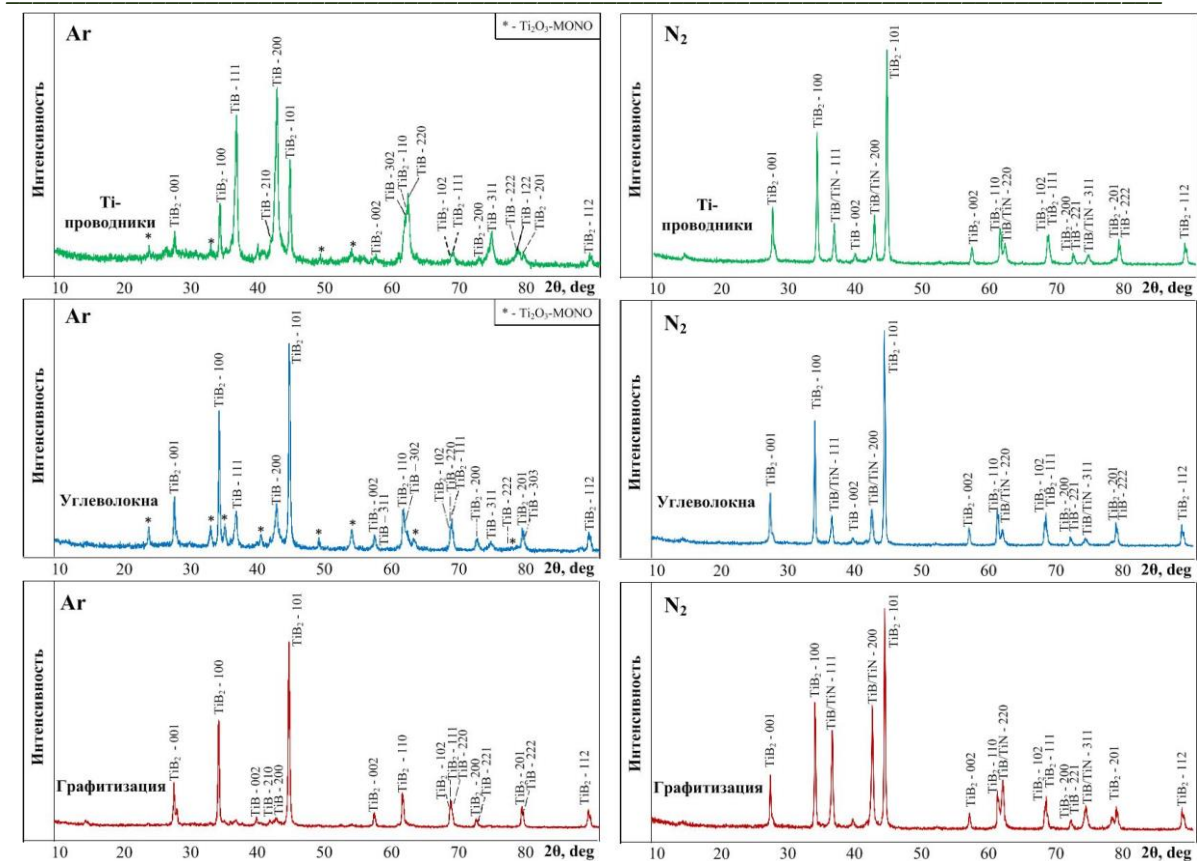 Ar
* - Ti₂O₃-MONO
Интенсивность
Ti-
проводники
*
TiB₂ - 001
*
TiB₂ - 100
TiB - 111
TiB - 210
TiB - 200
TiB₂ - 101
*
*
TiB₂ - 002
TiB - 302
TiB₂ - 110
TiB - 220
TiB₂ - 102
TiB₂ - 111
TiB₂ - 200
TiB - 311
TiB - 222
TiB - 122
TiB₂ - 201
TiB₂ - 112
10 20 30 40 50 60 70 80 2θ, deg
N₂
Интенсивность
Ti-
проводники
TiB₂ - 001
TiB₂ - 100
TiB/TiN - 111
TiB - 002
TiB/TiN - 200
TiB₂ - 101
TiB₂ - 002
TiB₂ - 110
TiB/TiN - 220
TiB₂ - 102
TiB₂ - 111
TiB₂ - 200
TiB - 221
TiB/TiN - 311
TiB₂ - 201
TiB - 222
TiB₂ - 112
10 20 30 40 50 60 70 80 2θ, deg
Ar
* - Ti₂O₃-MONO
Интенсивность
Углеволокна
*
TiB₂ - 001
*
TiB₂ - 100
*
TiB - 111
*
TiB - 200
TiB₂ - 101
*
*
TiB₂ - 002
TiB - 311
TiB₂ - 110
TiB - 302
*
TiB₂ - 102
TiB - 220
TiB₂ - 111
TiB₂ - 200
TiB - 311
TiB - 222
*
TiB₂ - 201
TiB - 303
TiB₂ - 112
10 20 30 40 50 60 70 80 2θ, deg
N₂
Интенсивность
Углеволокна
TiB₂ - 001
TiB₂ - 100
TiB/TiN - 111
TiB - 002
TiB/TiN - 200
TiB₂ - 101
TiB₂ - 002
TiB₂ - 110
TiB/TiN - 220
TiB₂ - 102
TiB₂ - 111
TiB₂ - 200
TiB - 221
TiB/TiN - 311
TiB₂ - 201
TiB - 222
TiB₂ - 112
10 20 30 40 50 60 70 80 2θ, deg
Ar
Интенсивность
Графитизация
TiB₂ - 001
TiB₂ - 100
TiB - 002
TiB - 210
TiB - 200
TiB₂ - 101
TiB₂ - 002
TiB₂ - 110
TiB₂ - 102
TiB₂ - 111
TiB - 220
TiB₂ - 200
TiB - 221
TiB₂ - 201
TiB - 222
TiB₂ - 112
10 20 30 40 50 60 70 80 2θ, deg
N₂
Интенсивность
Графитизация
TiB₂ - 001
TiB₂ - 100
TiB/TiN - 111
TiB/TiN - 200
TiB₂ - 101
TiB₂ - 002
TiB₂ - 110
TiB/TiN - 220
TiB₂ - 102
TiB₂ - 111
TiB₂ - 200
TiB - 221
TiB/TiN - 311
TiB₂ - 201
TiB₂ - 112
10 20 30 40 50 60 70 80 2θ, deg